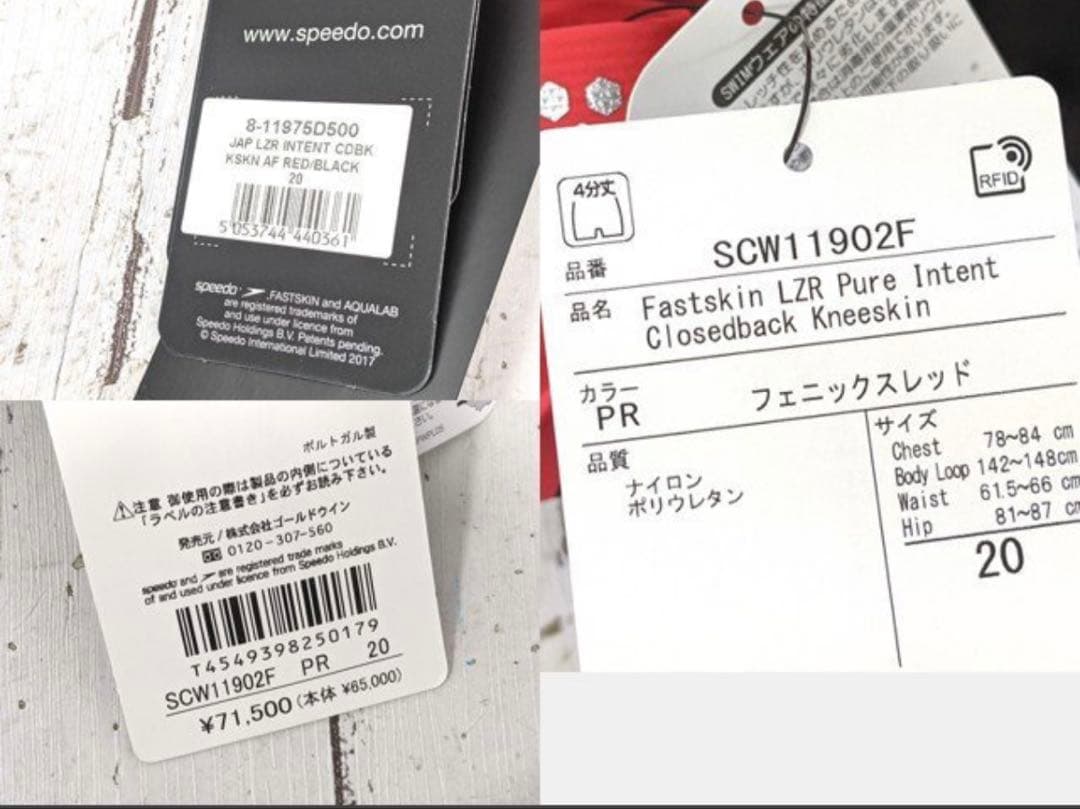 www.speedo.com
8-11975D500
JAP LZR INTENT CDBK
KSKN AF RED/BLACK
20
5 053744 440361
speedo FASTSKIN and AQUALAB
are registered trademarks of
and use under licence from
Speedo Holdings B.V. Patents pending.
© Speedo International Limited 2017
SWIMウェアの特
RFID
4分丈
品番 SCW11902F
品名 Fastskin LZR Pure Intent
Closedback Kneeskin
カラー
PR フェニックスレッド
品質
ナイロン
ポリウレタン
サイズ
Chest 78~84 cm
Body Loop 142~148cm
Waist 61.5~66 cm
Hip 81~87 cm
20
ポルトガル製
⚠注意 御使用の際は製品の内側についている
「ラベルの注意書き」を必ずお読み下さい。
発売元/株式会社ゴールドウイン
0120-307-560
speedo and are registered trade marks
of and used under licence from Speedo Holdings B.V.
T4549398250179
SCW11902F PR 20
¥71,500(本体 ¥65,000)